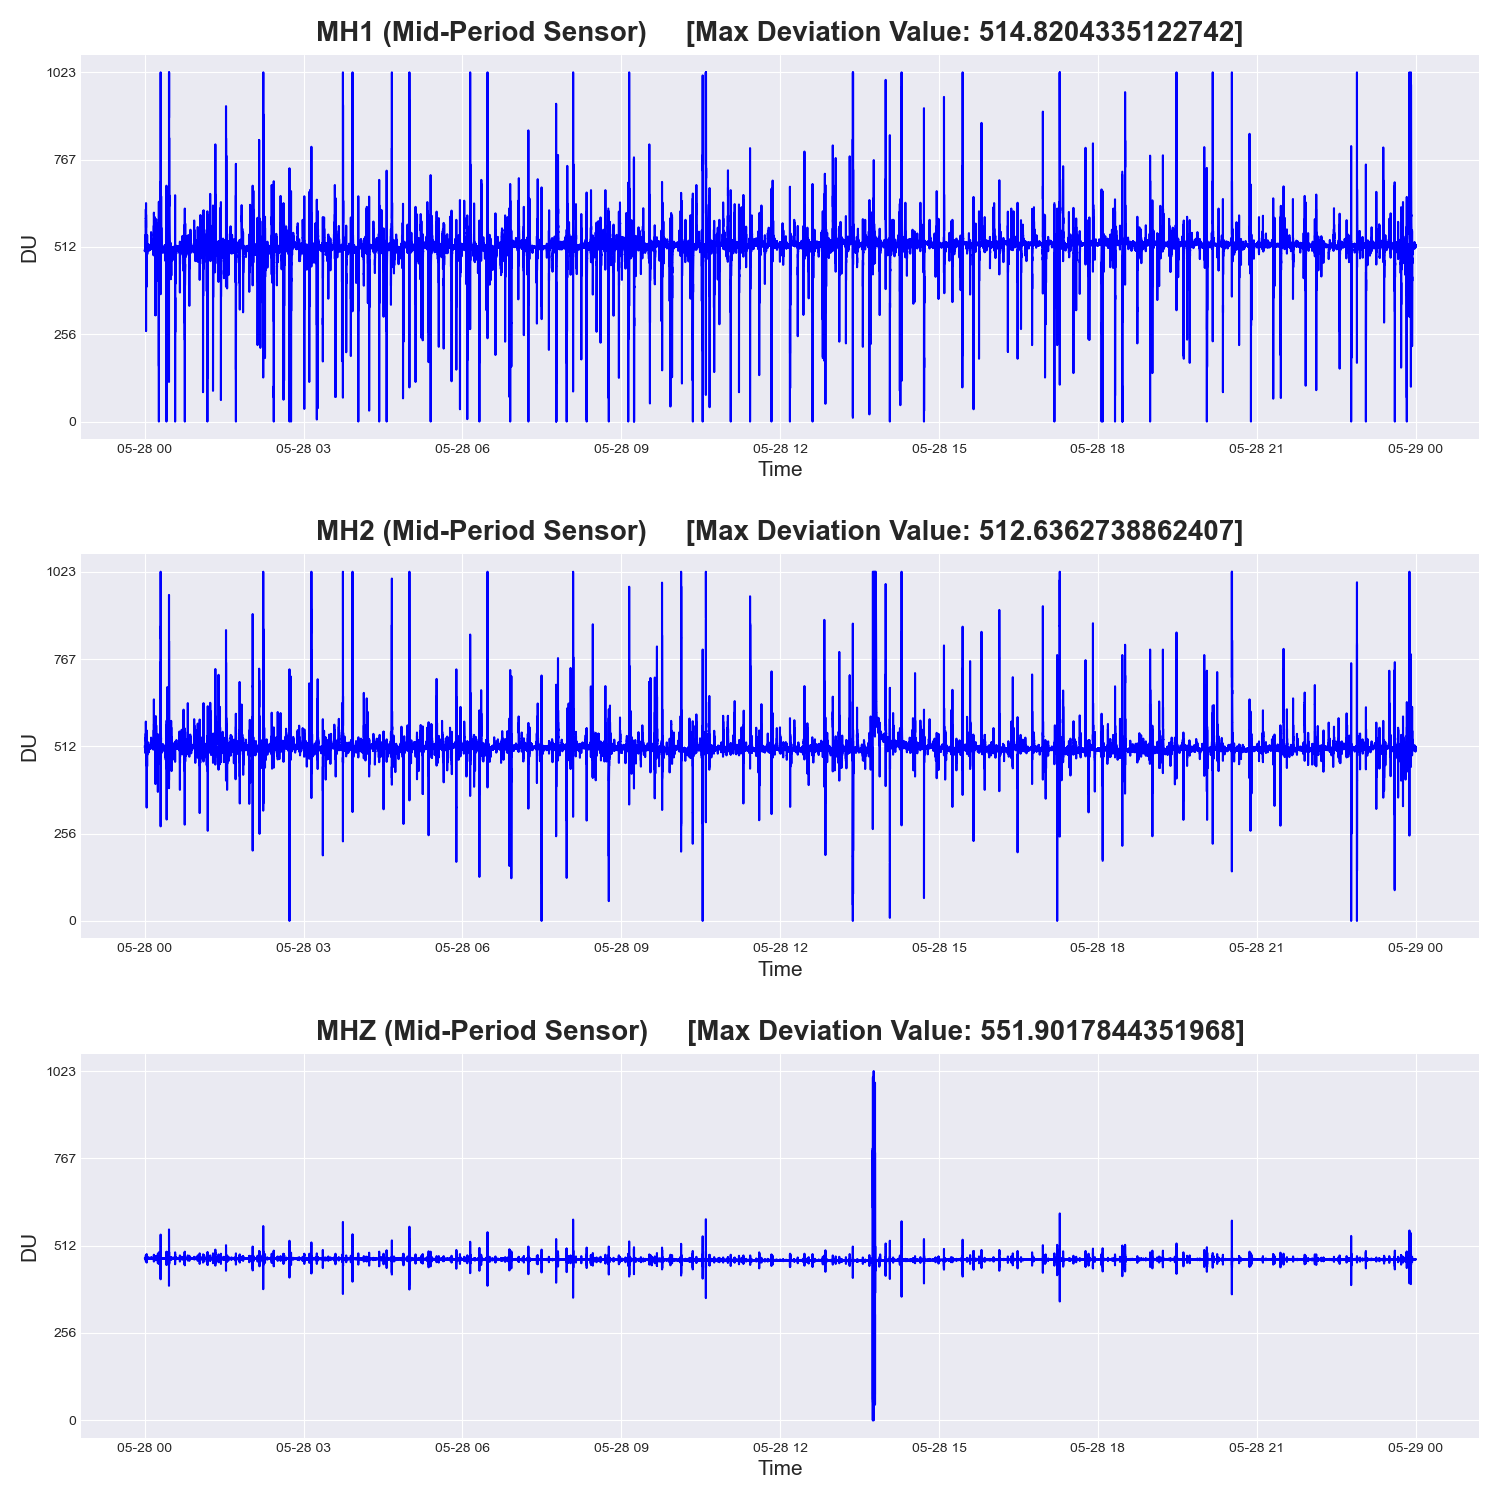 MH1 (Mid-Period Sensor)     [Max Deviation Value: 514.8204335122742]
1023
767
512
256
0
DU
05-28 00 05-28 03 05-28 06 05-28 09 05-28 12 05-28 15 05-28 18 05-28 21 05-29 00
Time
MH2 (Mid-Period Sensor)     [Max Deviation Value: 512.6362738862407]
1023
767
512
256
0
DU
05-28 00 05-28 03 05-28 06 05-28 09 05-28 12 05-28 15 05-28 18 05-28 21 05-29 00
Time
MHZ (Mid-Period Sensor)     [Max Deviation Value: 551.9017844351968]
1023
767
512
256
0
DU
05-28 00 05-28 03 05-28 06 05-28 09 05-28 12 05-28 15 05-28 18 05-28 21 05-29 00
Time